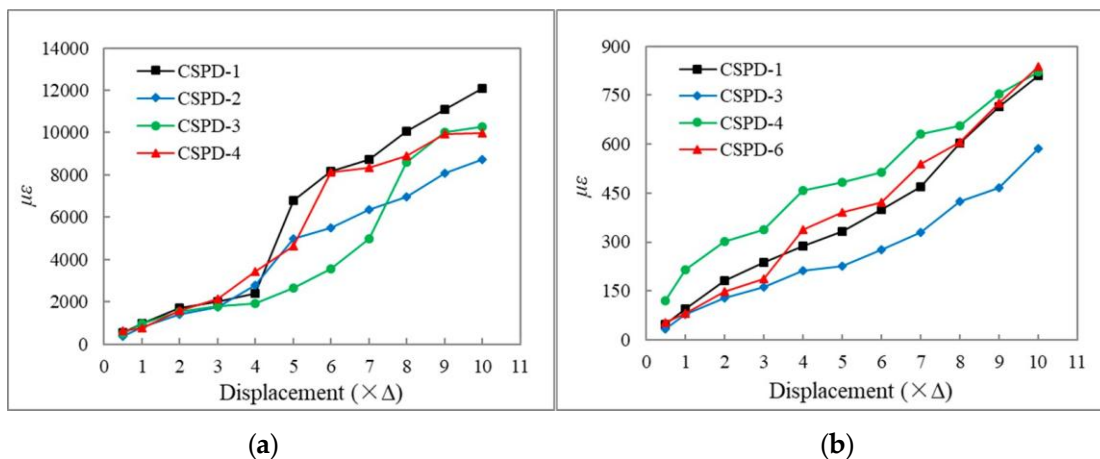 14000
12000
10000
8000
6000
4000
2000
0
με
CSPD-1
CSPD-2
CSPD-3
CSPD-4
0 1 2 3 4 5 6 7 8 9 10 11
Displacement (×Δ)
(a)
900
750
600
450
300
150
0
με
CSPD-1
CSPD-3
CSPD-4
CSPD-6
0 1 2 3 4 5 6 7 8 9 10 11
Displacement (×Δ)
(b)